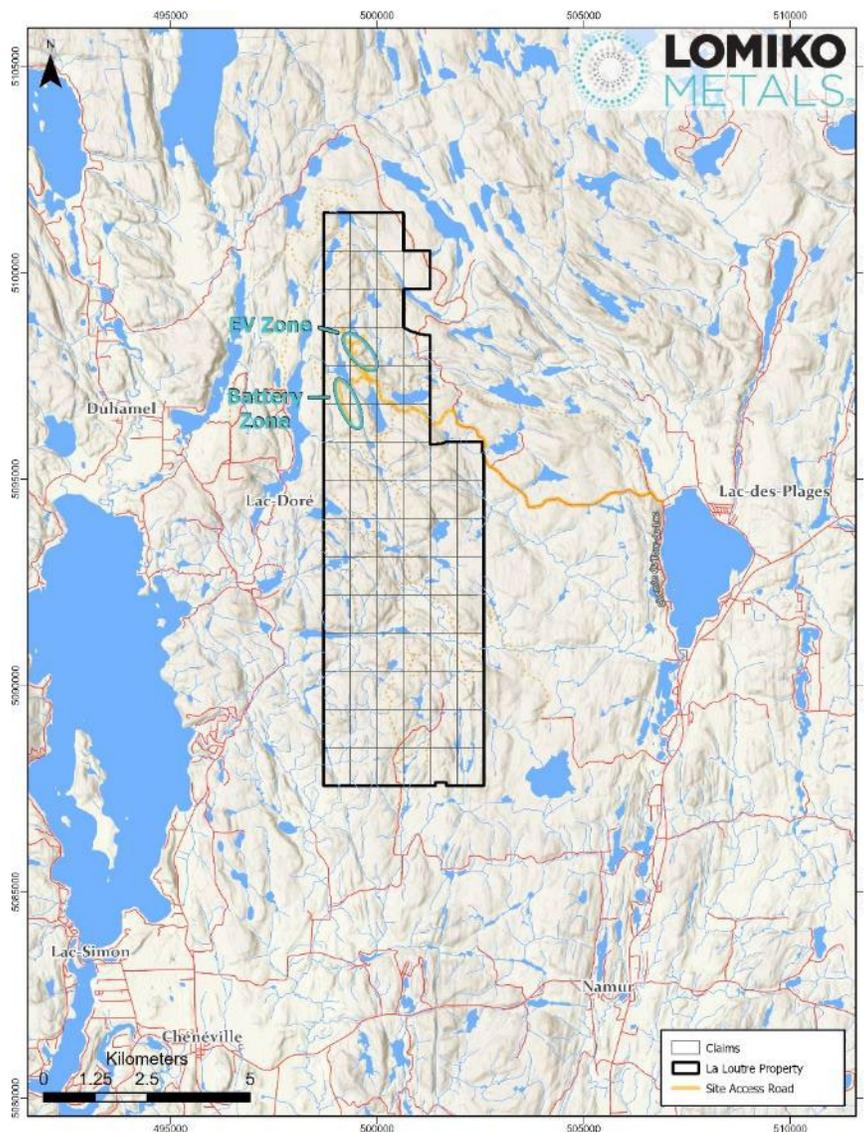 495000 500000 505000 510000
N
LOMIKO
METALS
5105000
5100000
5095000
5090000
5085000
5080000
EV Zone
Battery
Zone
Duhamel
Lac-Doré
Lac-des-Plages
Lac-Simon
Namur
Chénéville
Kilometers
0 1.25 2.5 5
Claims
La Loutre Property
Site Access Road
495000 500000 505000 510000